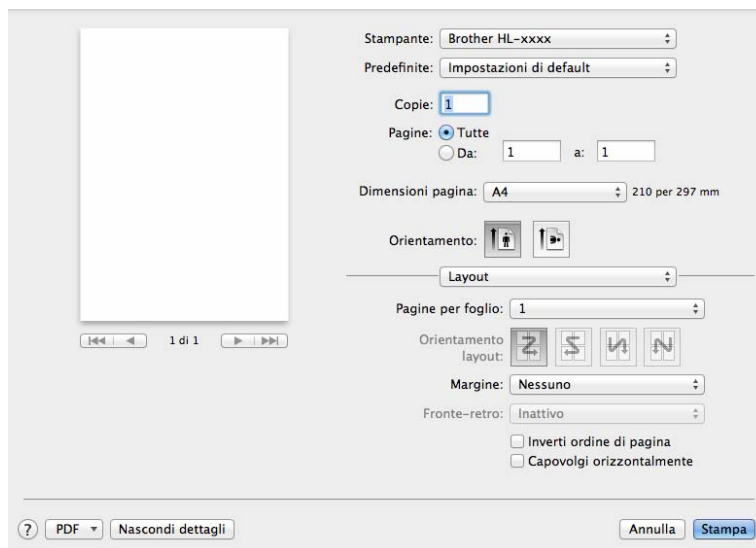 Stampante: Brother HL-xxxx
Predefinite: Impostazioni di default
Copie: 1
Pagine: Tutte
Da: 1 a: 1
Dimensioni pagina: A4 210 per 297 mm
Orientamento:
Layout
Pagine per foglio: 1
Orientamento
layout:
Margine: Nessuno
Fronte-retro: Inattivo
Inverti ordine di pagina
Capovolgi orizzontalmente
1 di 1
? PDF Nascondi dettagli Annulla Stampa